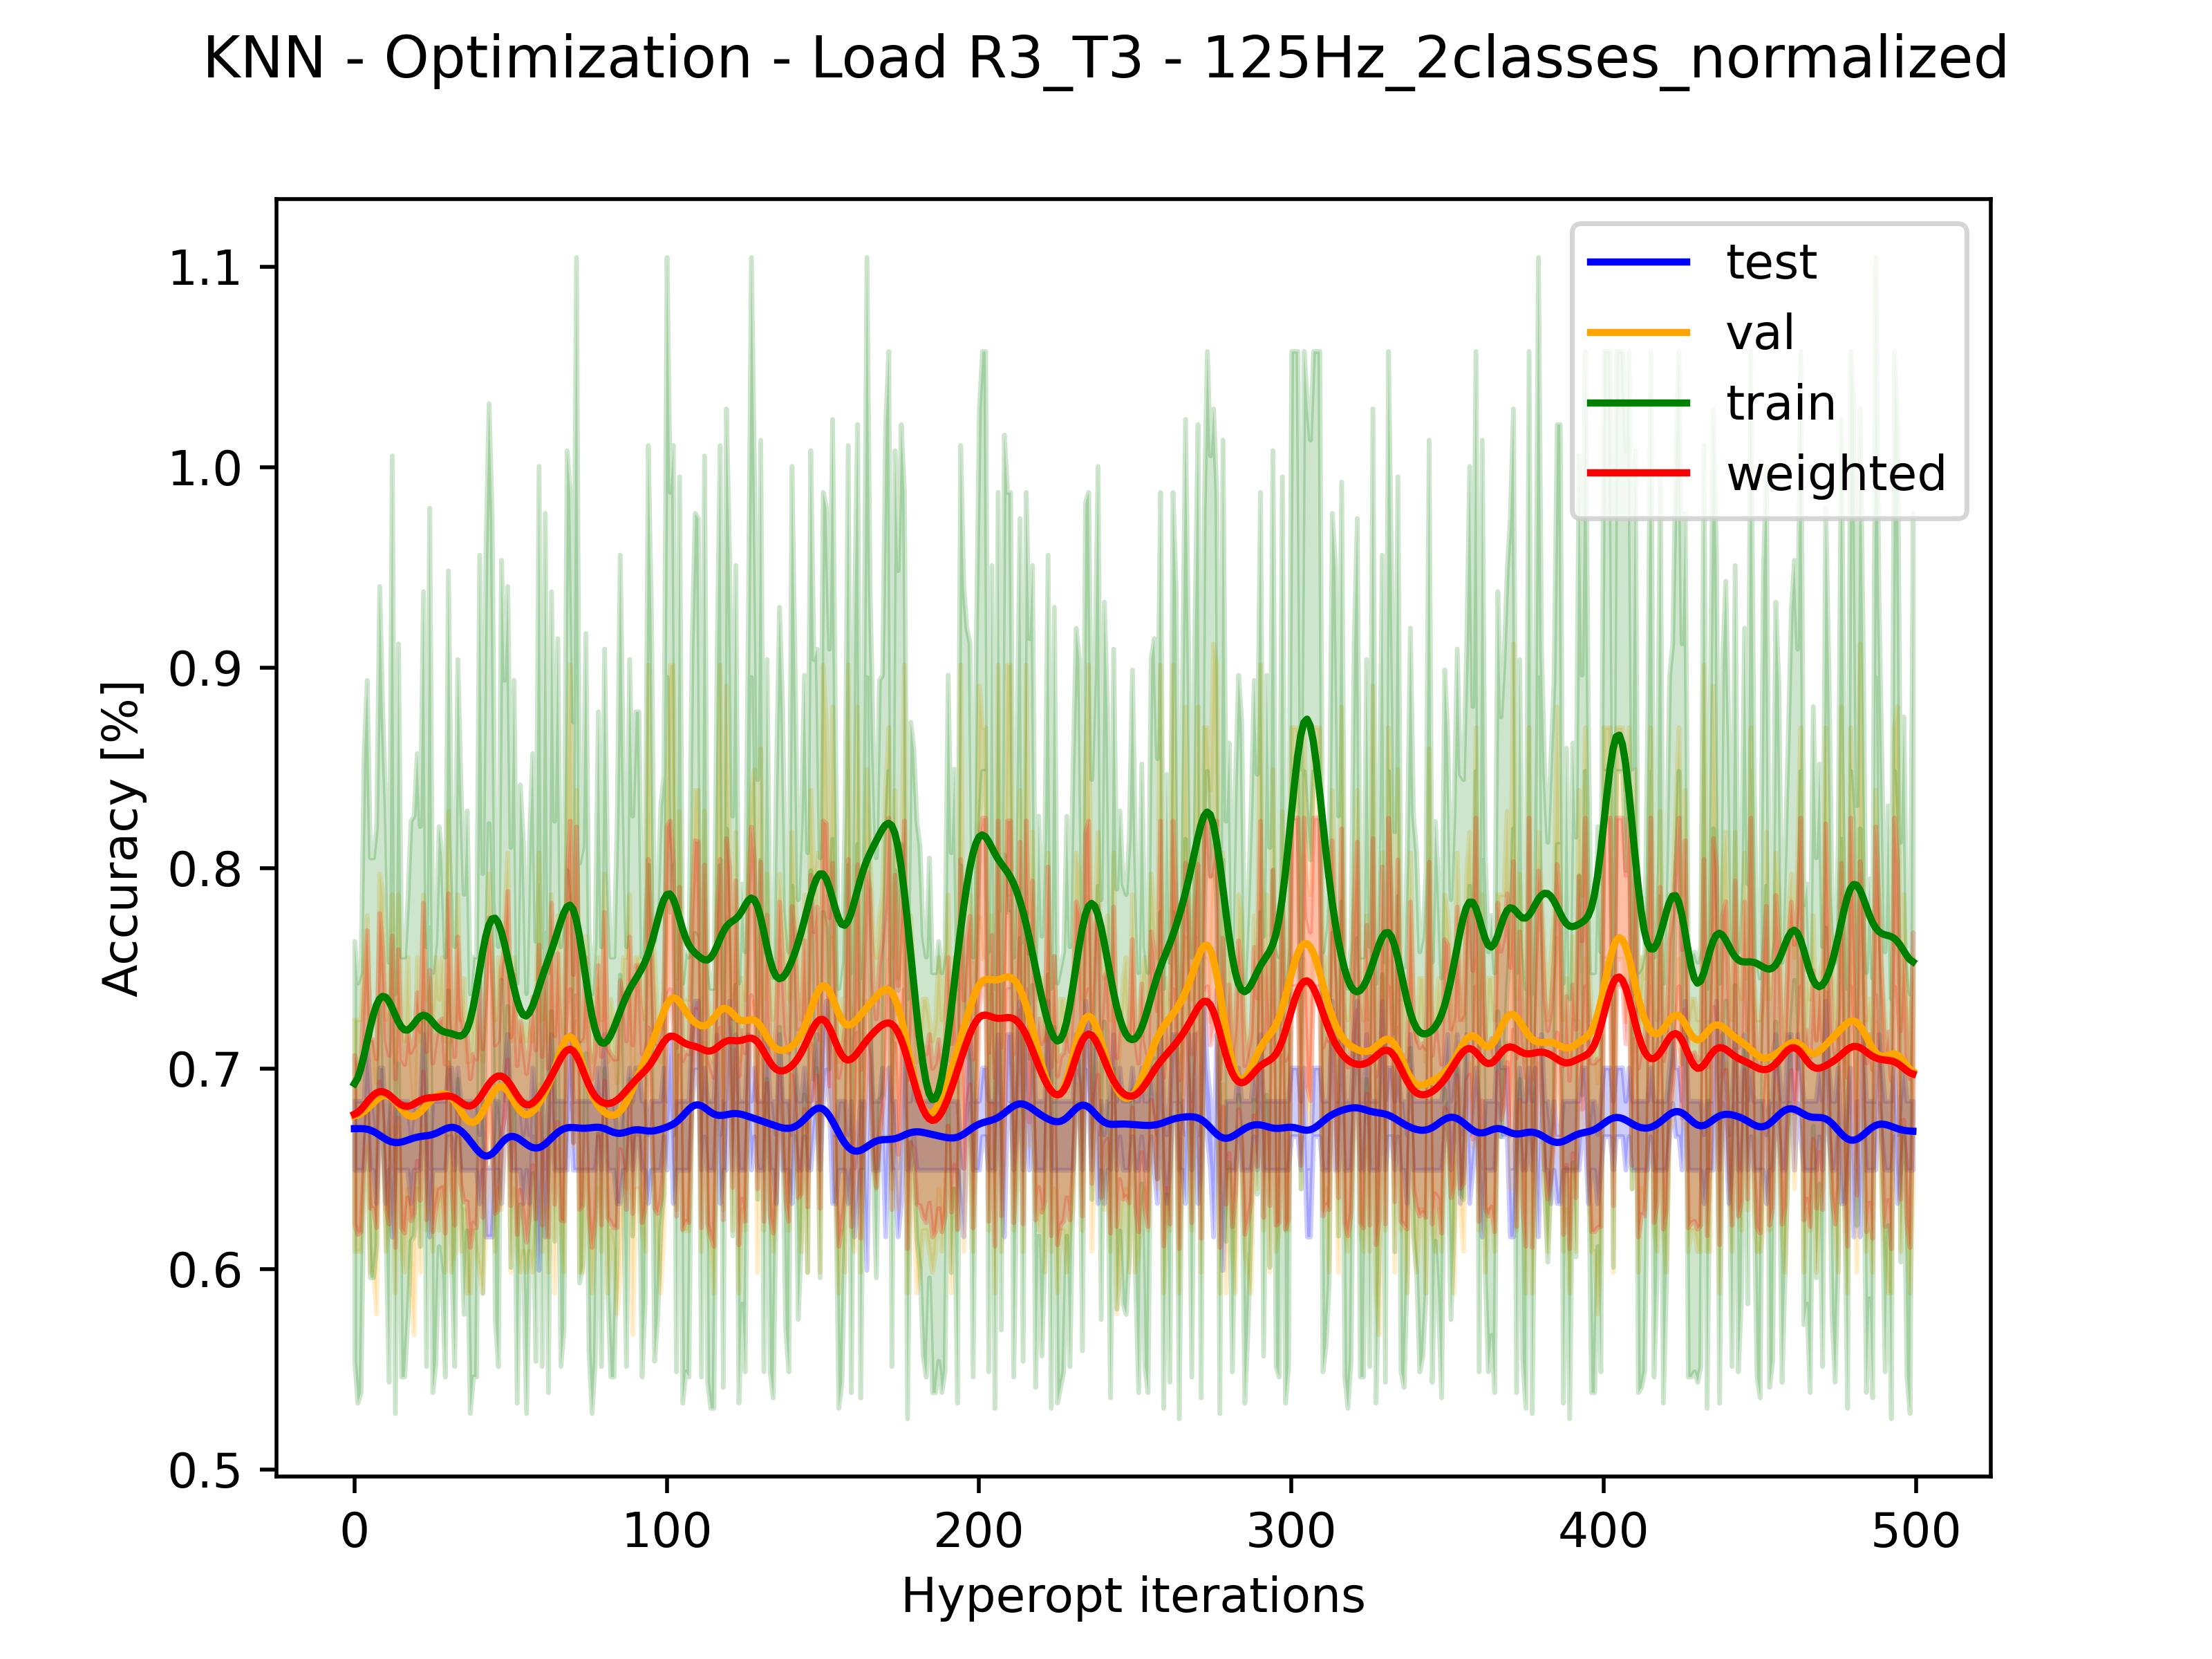 KNN - Optimization - Load R3_T3 - 125Hz_2classes_normalized
test
val
train
weighted
1.1
1.0
0.9
0.8
0.7
0.6
0.5
Accuracy [%]
0 100 200 300 400 500
Hyperopt iterations